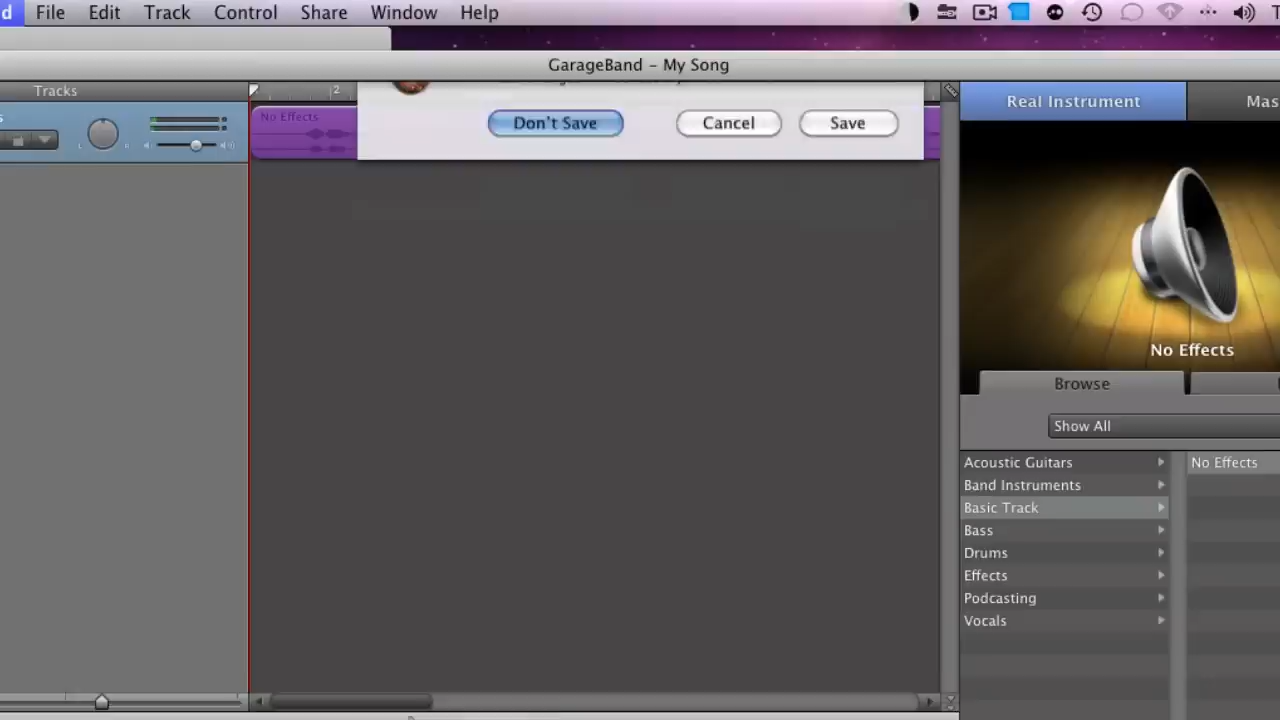 d File Edit Track Control Share Window Help
GarageBand - My Song
Tracks
2
Real Instrument
Mas
No Effects
Don't Save Cancel Save
No Effects
Browse
Show All
Acoustic Guitars
Band Instruments
Basic Track
Bass
Drums
Effects
Podcasting
Vocals
No Effects